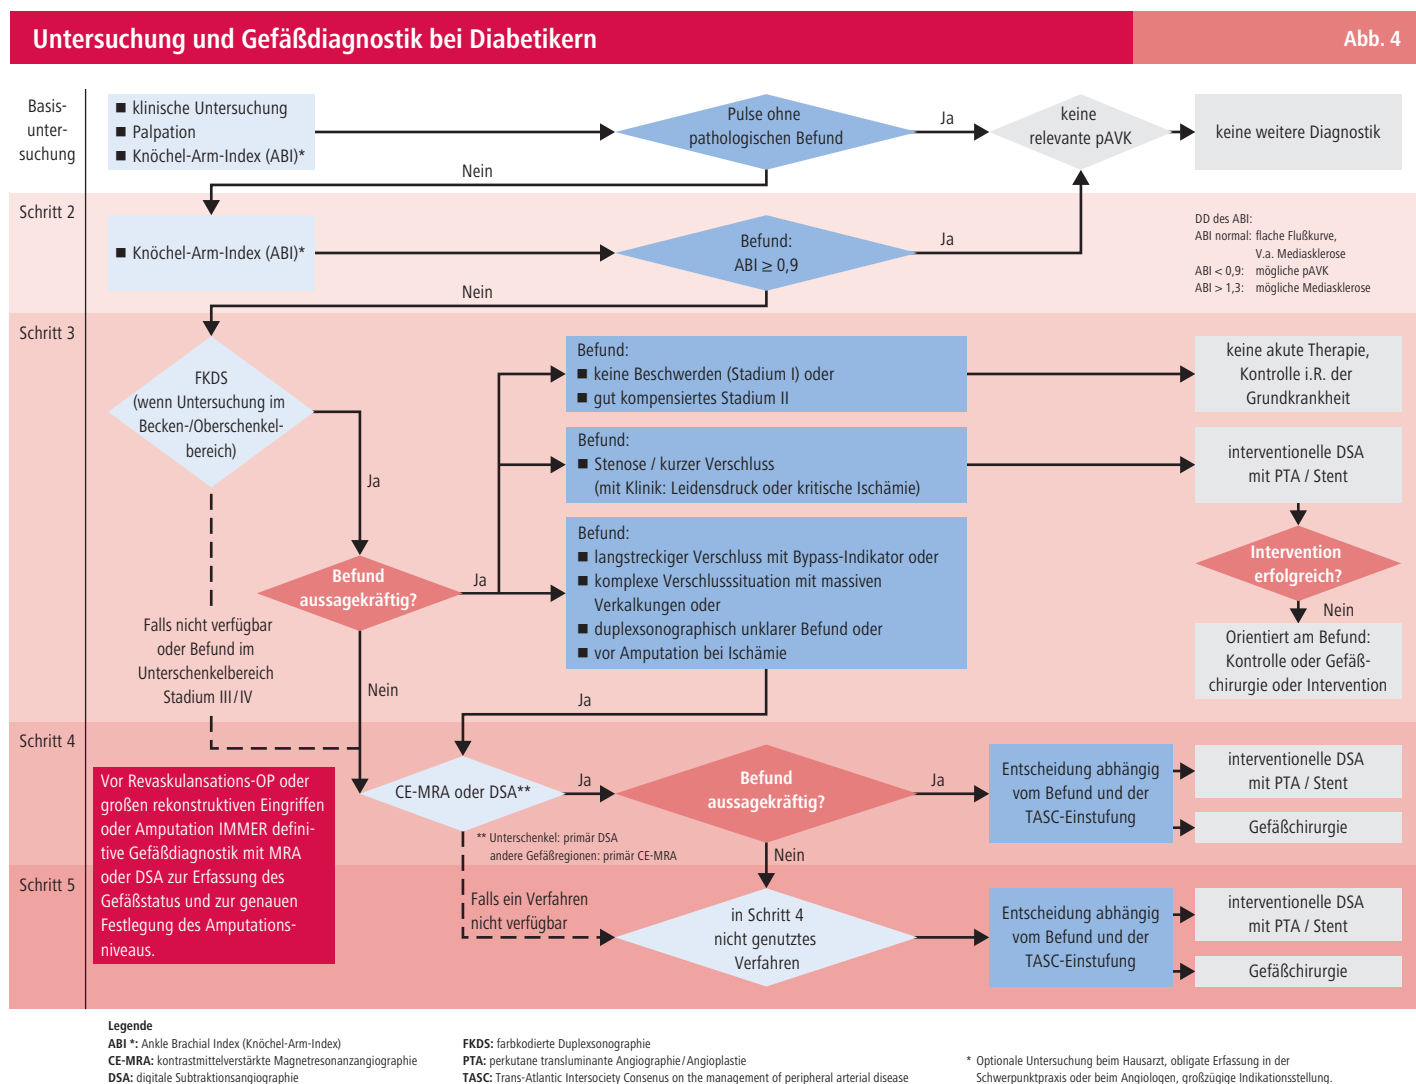 Untersuchung und Gefäßdiagnostik bei Diabetikern
Abb. 4
Basis-
unter-
suchung
■ klinische Untersuchung
■ Palpation
■ Knöchel-Arm-Index (ABI)*
Pulse ohne
pathologischen Befund
Ja
keine
relevante pAVK
keine weitere Diagnostik
Nein
Schritt 2
■ Knöchel-Arm-Index (ABI)*
Befund:
ABI ≥ 0,9
Ja
DD des ABI:
ABI normal: flache Flußkurve,
V.a. Mediasklerose
ABI < 0,9: mögliche pAVK
ABI > 1,3: mögliche Mediasklerose
Nein
Schritt 3
FKDS
(wenn Untersuchung im
Becken-/Oberschenkel-
bereich)
Ja
Befund
aussagekräftig?
Ja
Falls nicht verfügbar
oder Befund im
Unterschenkelbereich
Stadium III/IV
Nein
Befund:
■ keine Beschwerden (Stadium I) oder
■ gut kompensiertes Stadium II
keine akute Therapie,
Kontrolle i.R. der
Grundkrankheit
Befund:
■ Stenose / kurzer Verschluss
(mit Klinik: Leidensdruck oder kritische Ischämie)
interventionelle DSA
mit PTA / Stent
Befund:
■ langstreckiger Verschluss mit Bypass-Indikator oder
■ komplexe Verschlusssituation mit massiven
Verkalkungen oder
■ duplexsonographisch unklarer Befund oder
■ vor Amputation bei Ischämie
Intervention
erfolgreich?
Nein
Orientiert am Befund:
Kontrolle oder Gefäß-
chirurgie oder Intervention
Ja
Schritt 4
Vor Revaskulansations-OP oder
großen rekonstruktiven Eingriffen
oder Amputation IMMER defini-
tive Gefäßdiagnostik mit MRA
oder DSA zur Erfassung des
Gefäßstatus und zur genauen
Festlegung des Amputations-
niveaus.
CE-MRA oder DSA**
Ja
** Unterschenkel: primär DSA
andere Gefäßregionen: primär CE-MRA
Befund
aussagekräftig?
Ja
Nein
Entscheidung abhängig
vom Befund und der
TASC-Einstufung
interventionelle DSA
mit PTA / Stent
Gefäßchirurgie
Schritt 5
Falls ein Verfahren
nicht verfügbar
in Schritt 4
nicht genutztes
Verfahren
Entscheidung abhängig
vom Befund und der
TASC-Einstufung
interventionelle DSA
mit PTA / Stent
Gefäßchirurgie
Legende
ABI *: Ankle Brachial Index (Knöchel-Arm-Index)
CE-MRA: kontrastmittelverstärkte Magnetresonanzangiographie
DSA: digitale Subtraktionsangiographie
FKDS: farbkodierte Duplexsonographie
PTA: perkutane transluminante Angiographie/Angioplastie
TASC: Trans-Atlantic Intersociety Consenus on the management of peripheral arterial disease
* Optionale Untersuchung beim Hausarzt, obligate Erfassung in der
Schwerpunktpraxis oder beim Angiologen, großzügige Indikationsstellung.